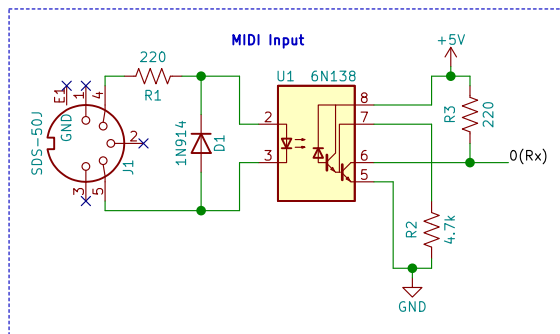 MIDI Input
+5V
220
R1
U1
6N138
E1
1
4
GND
2
SDS-50J
J1
3
5
1N914
D1
2
3
8
7
6
5
R3
220
0(Rx)
R2
4.7k
GND